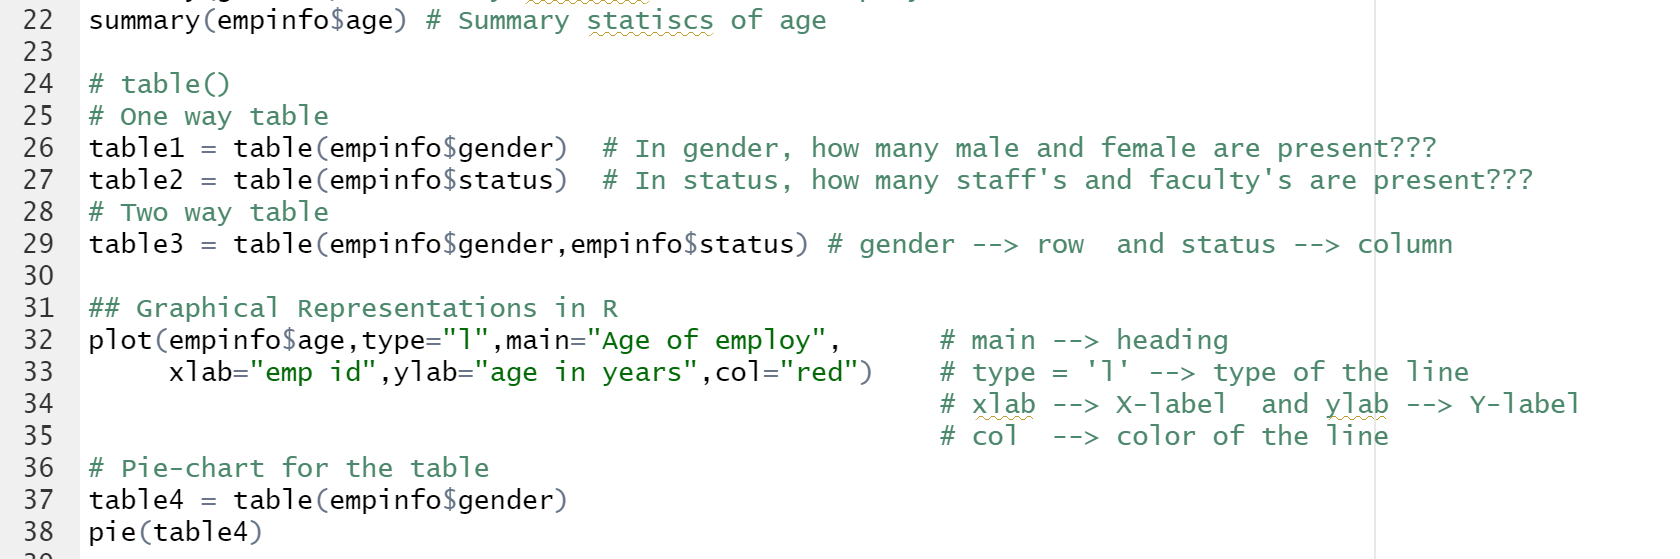 22 summary(empinfo$age) # Summary statiscs of age
23
24 # table()
25 # One way table
26 table1 = table(empinfo$gender)  # In gender, how many male and female are present???
27 table2 = table(empinfo$status)  # In status, how many staff's and faculty's are present???
28 # Two way table
29 table3 = table(empinfo$gender,empinfo$status) # gender --> row  and status --> column
30
31 ## Graphical Representations in R
32 plot(empinfo$age,type="l",main="Age of employ",      # main --> heading
33      xlab="emp id",ylab="age in years",col="red")    # type = 'l' --> type of the line
34                                                      # xlab --> X-label  and ylab --> Y-label
35                                                      # col  --> color of the line
36 # Pie-chart for the table
37 table4 = table(empinfo$gender)
38 pie(table4)